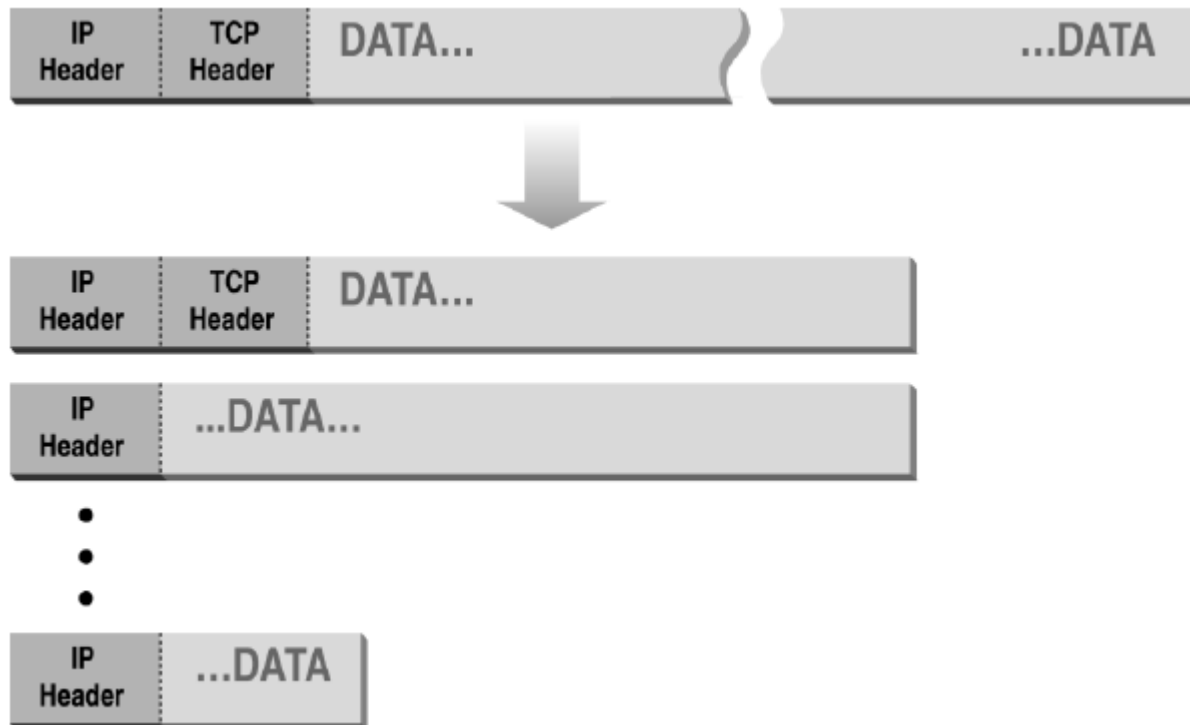 IP
Header
TCP
Header
DATA...
...DATA
IP
Header
TCP
Header
DATA...
IP
Header
...DATA...
IP
Header
...DATA